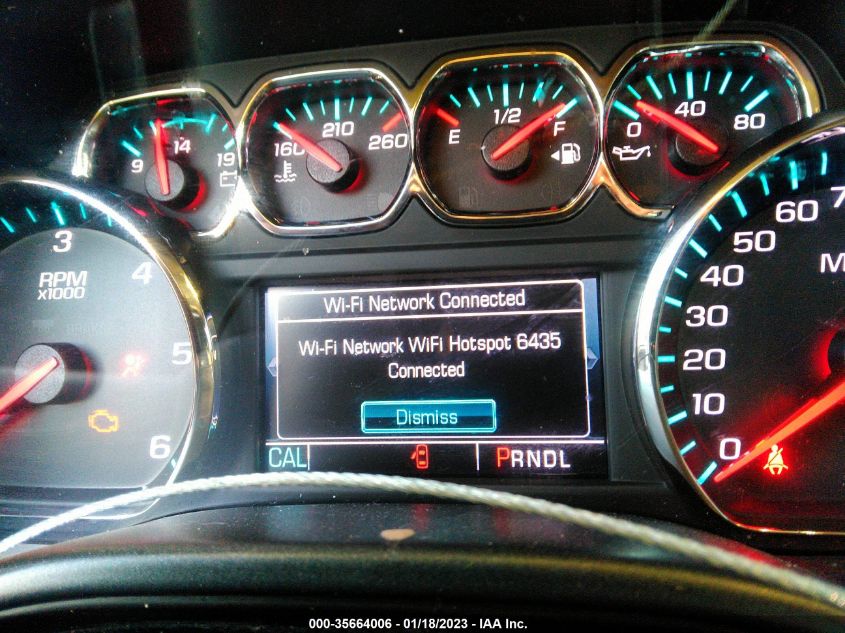 9 14 19
160 210 260
E 1/2 F
0 40 80
3
4
5
6
RPM
x1000
0
10
20
30
40
50
60
7
M
Wi-Fi Network Connected
Wi-Fi Network WiFi Hotspot 6435
Connected
Dismiss
CAL PRNDL
000-35664006 - 01/18/2023 - IAA Inc.